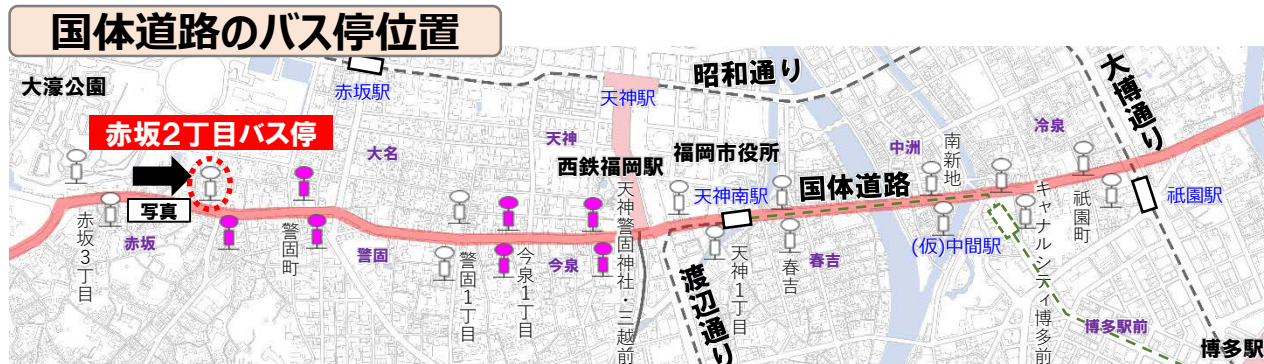 国体道路のバス停位置
大濠公園
赤坂駅
昭和通り
大博通り
天神駅
赤坂2丁目バス停
大名
天神
西鉄福岡駅
福岡市役所
中洲
南新地
冷泉
写真
天神南駅
国体道路
祇園駅
赤坂3丁目
赤坂
警固町
警固
警固1丁目
今泉1丁目
今泉
天神警固神社・三越前
渡辺通り
天神1丁目
春吉
春吉
(仮)中間駅
キャナルシティ博多前
祇園町
博多駅前
博多駅